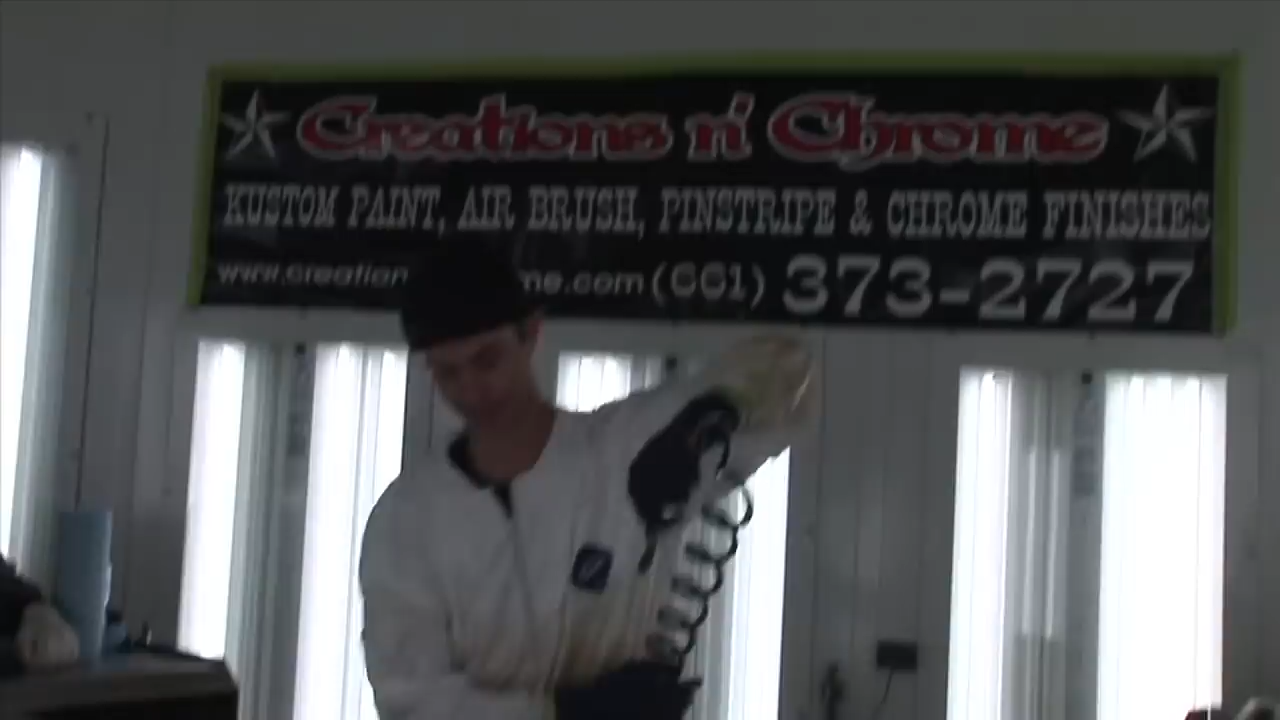 Creations n' Chrome
KUSTOM PAINT, AIR BRUSH, PINSTRIPE & CHROME FINISHES
(661) 373-2727